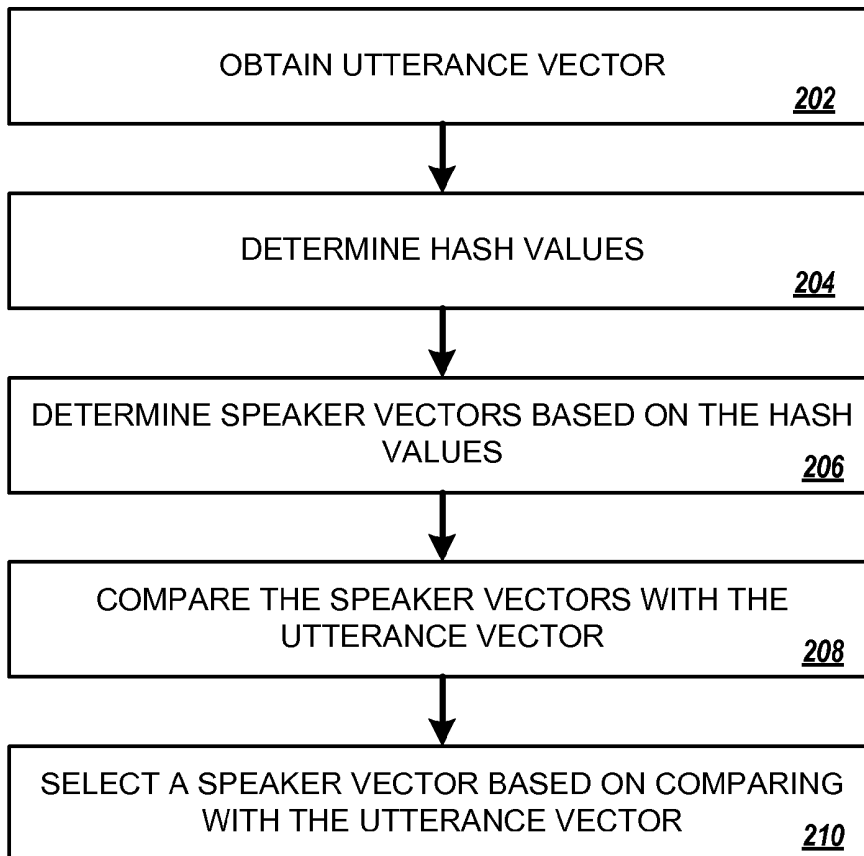 OBTAIN UTTERANCE VECTOR
202
DETERMINE HASH VALUES
204
DETERMINE SPEAKER VECTORS BASED ON THE HASH
VALUES
206
COMPARE THE SPEAKER VECTORS WITH THE
UTTERANCE VECTOR
208
SELECT A SPEAKER VECTOR BASED ON COMPARING
WITH THE UTTERANCE VECTOR
210